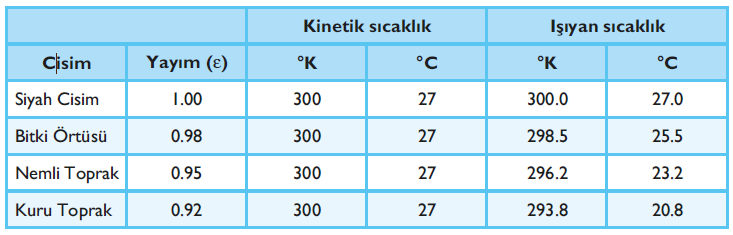 Kinetik sıcaklık Işıyan sıcaklık
Cisim Yayım (ε) °K °C °K °C
Siyah Cisim 1.00 300 27 300.0 27.0
Bitki Örtüsü 0.98 300 27 298.5 25.5
Nemli Toprak 0.95 300 27 296.2 23.2
Kuru Toprak 0.92 300 27 293.8 20.8